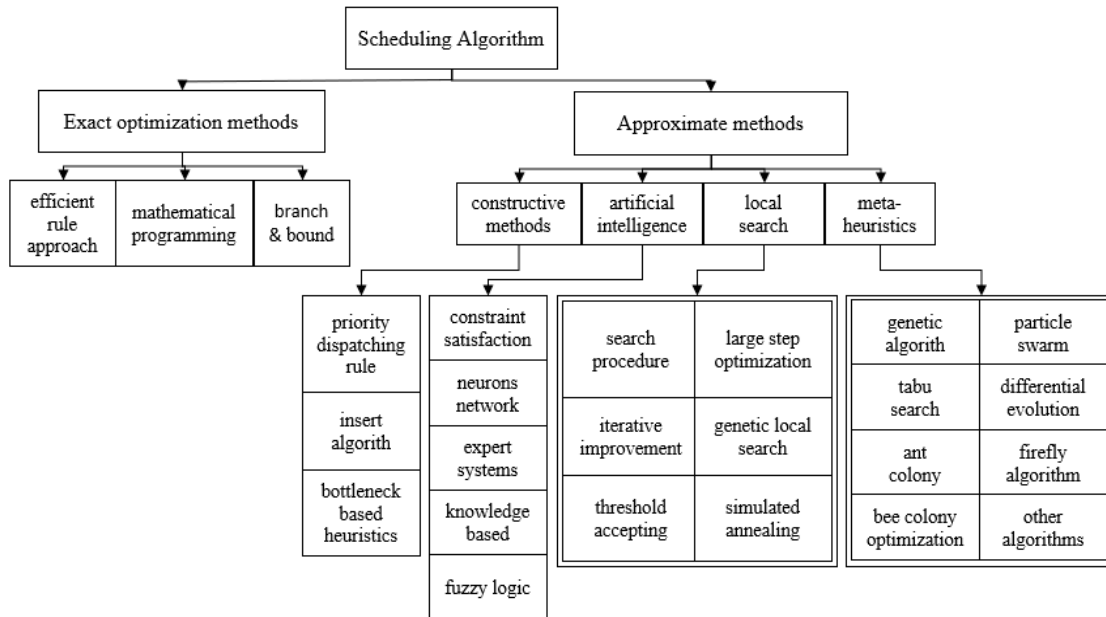 Scheduling Algorithm
Exact optimization methods
Approximate methods
efficient
rule
approach
mathematical
programming
branch
& bound
constructive
methods
artificial
intelligence
local
search
meta-
heuristics
priority
dispatching
rule
insert
algorith
bottleneck
based
heuristics
constraint
satisfaction
neurons
network
expert
systems
knowledge
based
fuzzy logic
search
procedure
large step
optimization
iterative
improvement
genetic local
search
threshold
accepting
simulated
annealing
genetic
algorith
particle
swarm
tabu
search
differential
evolution
ant
colony
firefly
algorithm
bee colony
optimization
other
algorithms